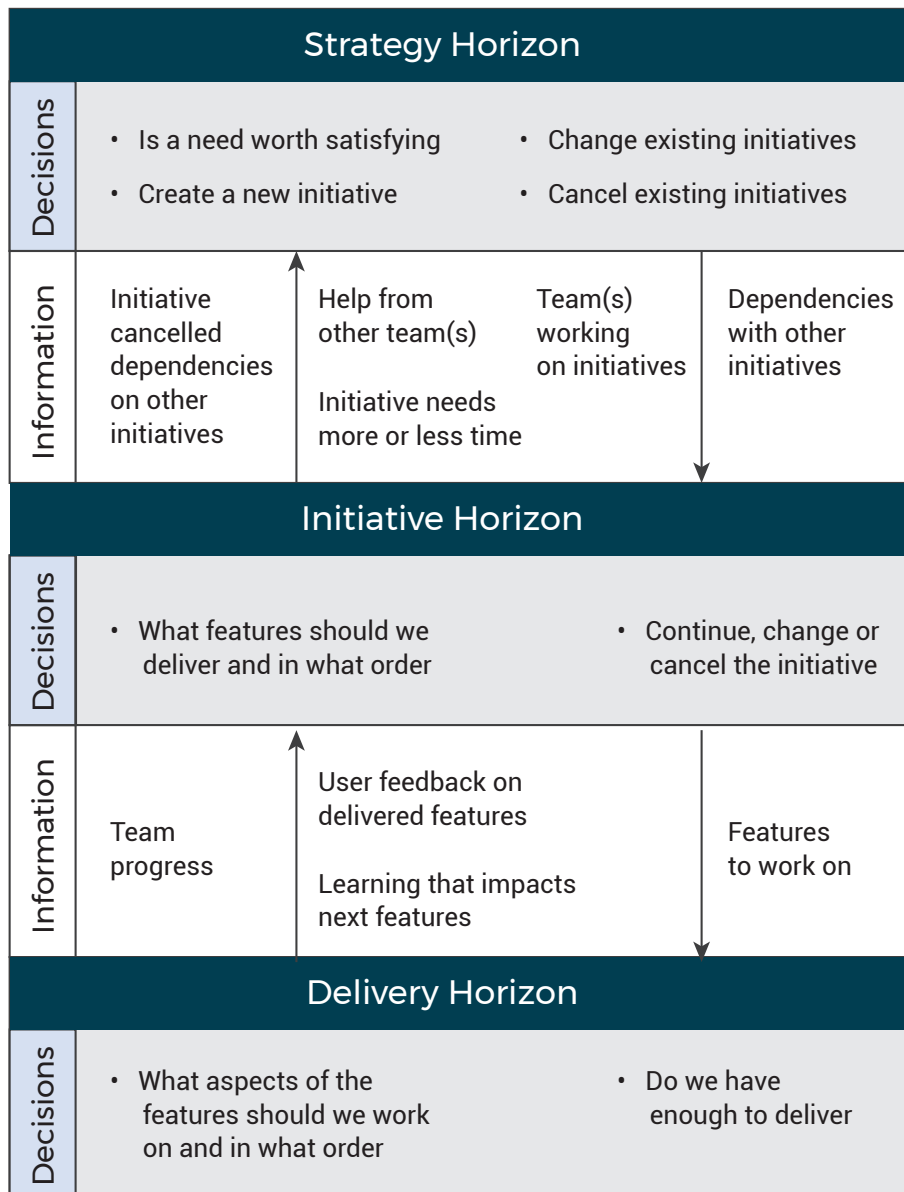 Strategy Horizon
Decisions
• Is a need worth satisfying
• Create a new initiative
• Change existing initiatives
• Cancel existing initiatives
Information
Initiative
cancelled
dependencies
on other
initiatives
Help from
other team(s)
Initiative needs
more or less time
Team(s)
working
on initiatives
Dependencies
with other
initiatives
Initiative Horizon
Decisions
• What features should we
deliver and in what order
• Continue, change or
cancel the initiative
Information
Team
progress
User feedback on
delivered features
Learning that impacts
next features
Features
to work on
Delivery Horizon
Decisions
• What aspects of the
features should we work
on and in what order
• Do we have
enough to deliver